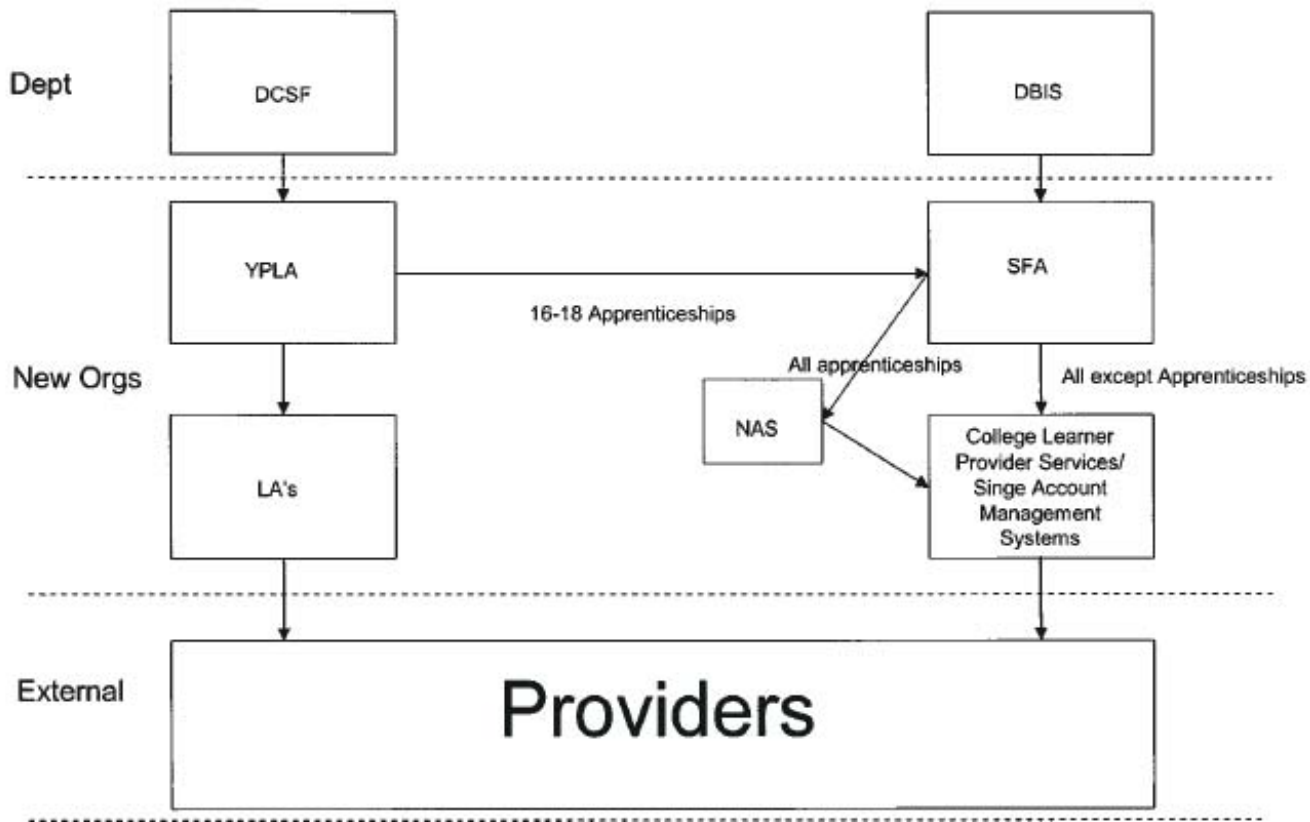 Dept
DCSF
DBIS
YPLA
SFA
16-18 Apprenticeships
All apprenticeships
All except Apprenticeships
New Orgs
NAS
LA's
College Learner
Provider Services/
Singe Account
Management
Systems
External
Providers